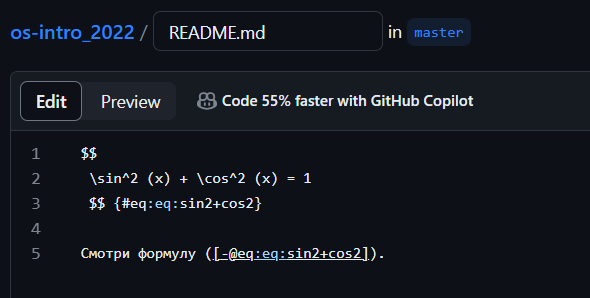 os-intro_2022 / README.md in master
Edit Preview Code 55% faster with GitHub Copilot
1 $$
2 \sin^2 (x) + \cos^2 (x) = 1
3 $$ {#eq:eq:sin2+cos2}
4
5 Смотри формулу ([-@eq:eq:sin2+cos2]).